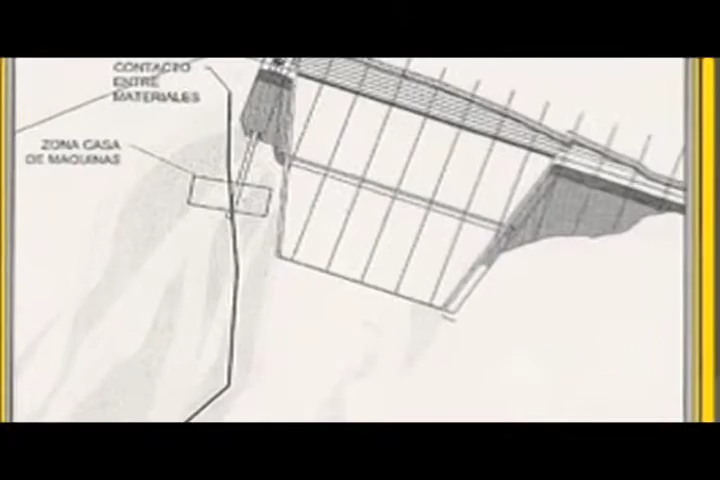 CONTACTO
ENTRE
MATERIALES
ZONA CASA
DE MAQUINAS